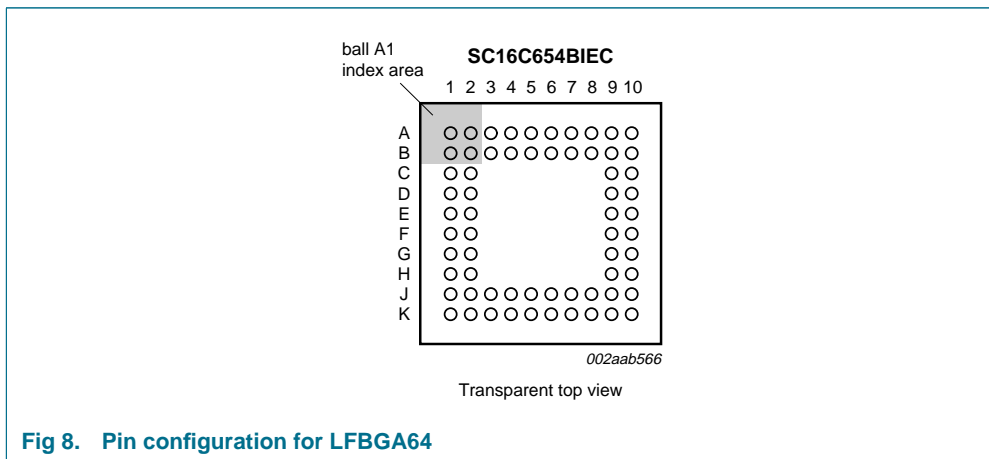 ball A1
index area
SC16C654BIEC
1 2 3 4 5 6 7 8 9 10
A
B
C
D
E
F
G
H
J
K
002aab566
Transparent top view
Fig 8. Pin configuration for LFBGA64